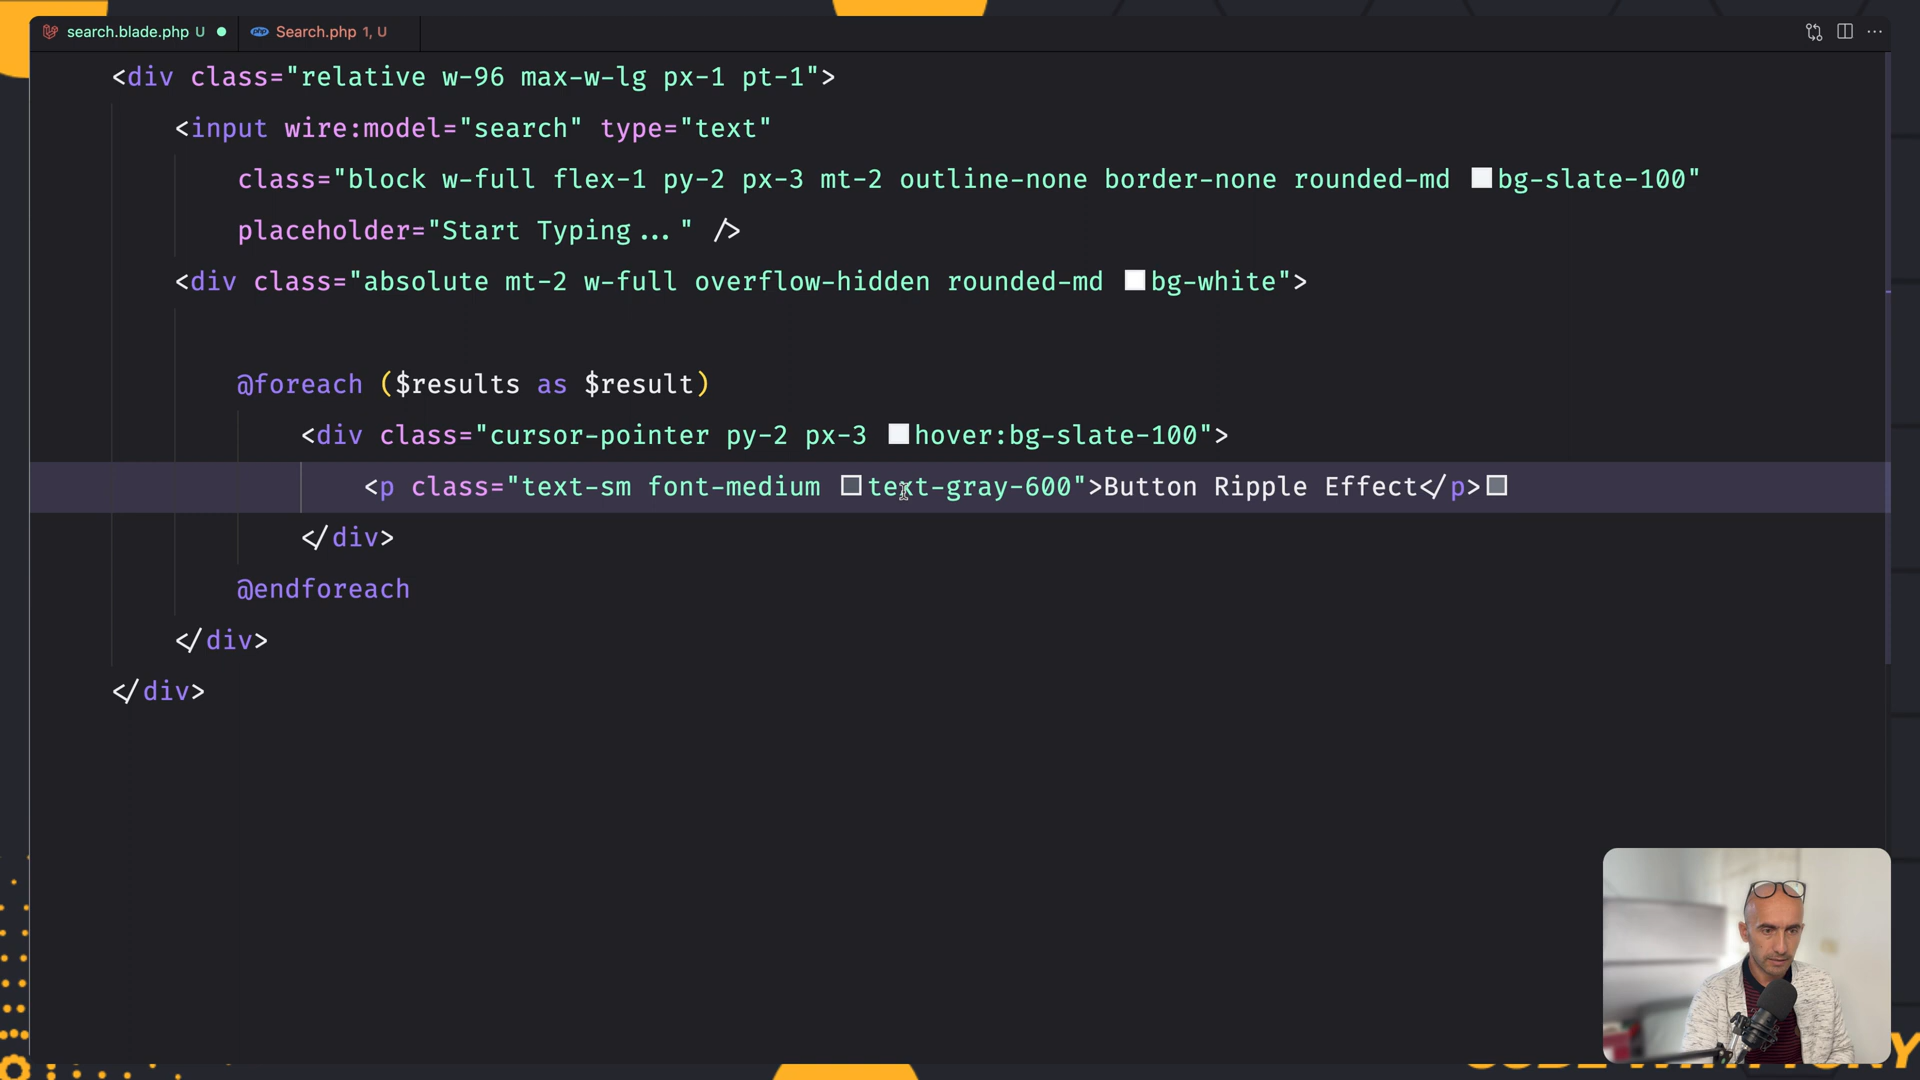 search.blade.php U
Search.php 1, U
<div class="relative w-96 max-w-lg px-1 pt-1">
<input wire:model="search" type="text"
class="block w-full flex-1 py-2 px-3 mt-2 outline-none border-none rounded-md bg-slate-100"
placeholder="Start Typing..." />
<div class="absolute mt-2 w-full overflow-hidden rounded-md bg-white">
@foreach ($results as $result)
<div class="cursor-pointer py-2 px-3 hover:bg-slate-100">
<p class="text-sm font-medium text-gray-600">Button Ripple Effect</p>
</div>
@endforeach
</div>
</div>